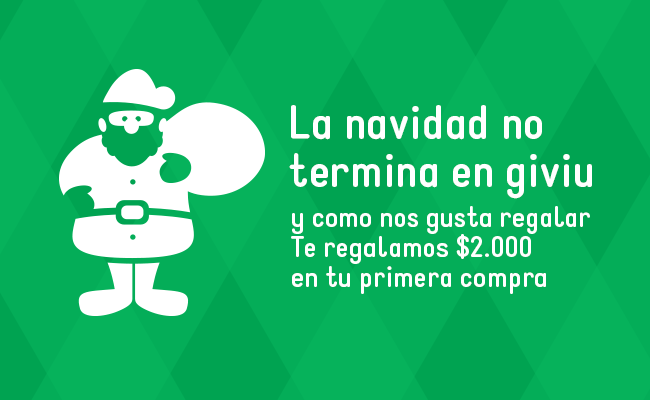 La navidad no
termina en giviu
y como nos gusta regalar
Te regalamos $2.000
en tu primera compra